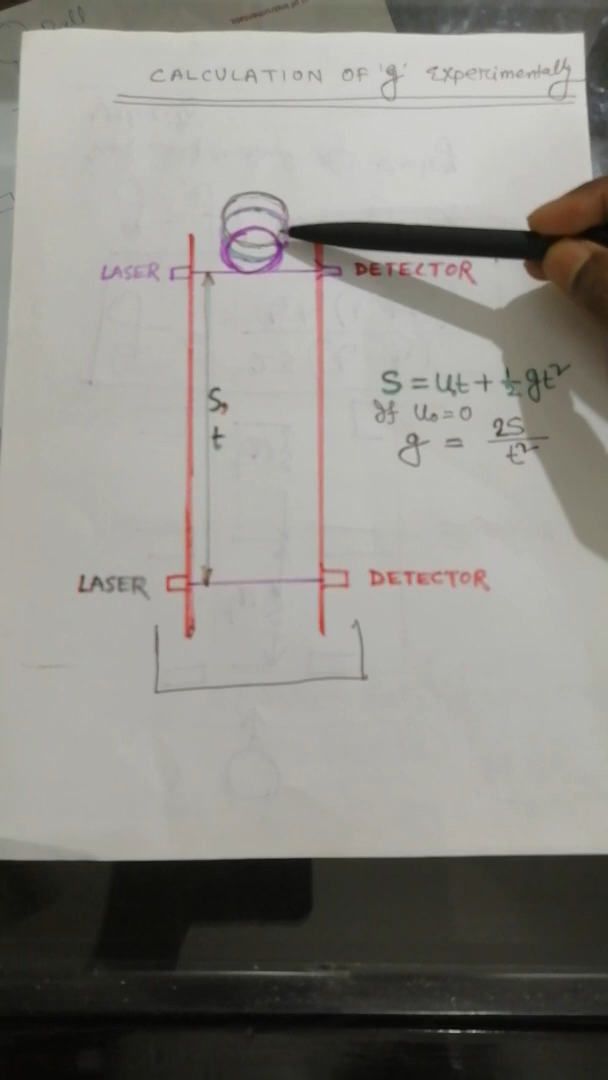 CALCULATION OF 'g' Experimentally
LASER
DETECTOR
S,
t
S = ut + ½gt²
If u₀ = 0
g = 2S/t²
LASER
DETECTOR